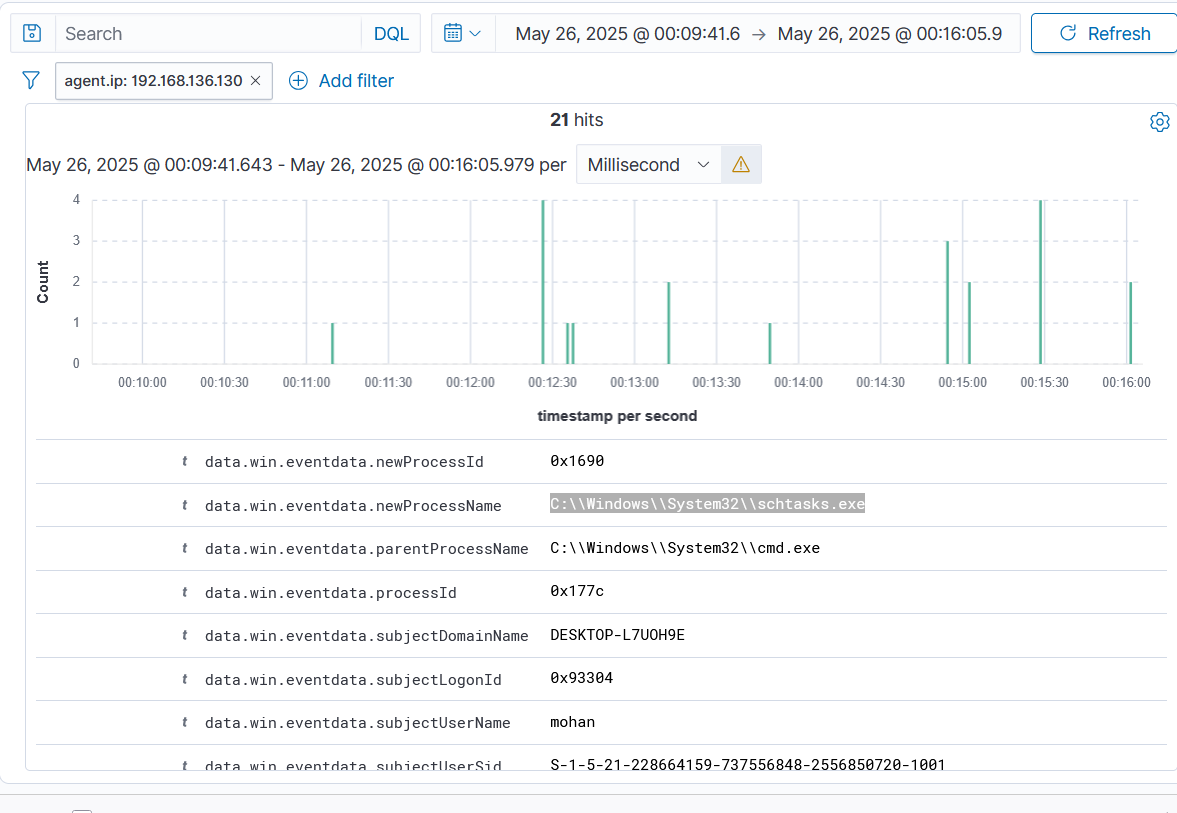 Search DQL May 26, 2025 @ 00:09:41.6 → May 26, 2025 @ 00:16:05.9 Refresh
agent.ip: 192.168.136.130 × Add filter
21 hits
May 26, 2025 @ 00:09:41.643 - May 26, 2025 @ 00:16:05.979 per Millisecond
4
3
2
1
0
Count
00:10:00 00:10:30 00:11:00 00:11:30 00:12:00 00:12:30 00:13:00 00:13:30 00:14:00 00:14:30 00:15:00 00:15:30 00:16:00
timestamp per second
t data.win.eventdata.newProcessId 0x1690
t data.win.eventdata.newProcessName C:\\Windows\\System32\\schtasks.exe
t data.win.eventdata.parentProcessName C:\\Windows\\System32\\cmd.exe
t data.win.eventdata.processId 0x177c
t data.win.eventdata.subjectDomainName DESKTOP-L7UOH9E
t data.win.eventdata.subjectLogonId 0x93304
t data.win.eventdata.subjectUserName mohan
t data.win.eventdata.subjectUserSid S-1-5-21-228664159-737556848-2556850720-1001